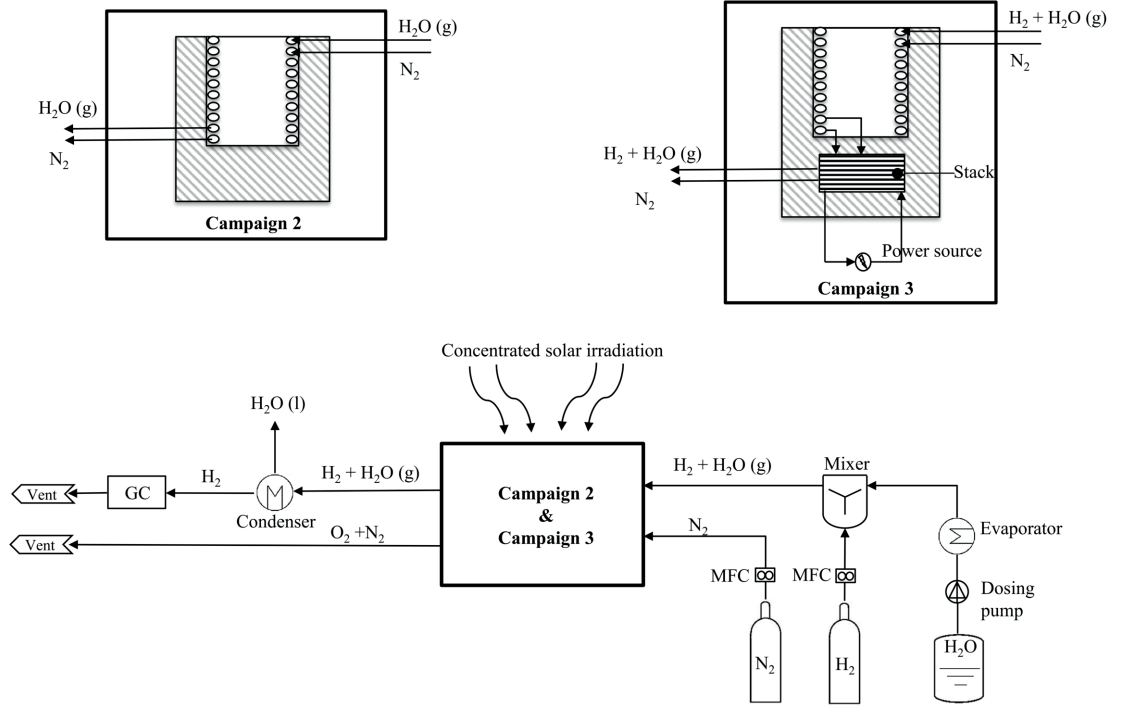 H₂O (g)
N₂
H₂O (g)
N₂
Campaign 2
H₂ + H₂O (g)
N₂
H₂ + H₂O (g)
N₂
Stack
Power source
Campaign 3
Concentrated solar irradiation
H₂O (l)
H₂ + H₂O (g)
H₂
Vent
GC
Condenser
O₂ +N₂
Vent
Campaign 2
&
Campaign 3
H₂ + H₂O (g)
Mixer
N₂
Evaporator
MFC
MFC
Dosing
pump
N₂
H₂
H₂O